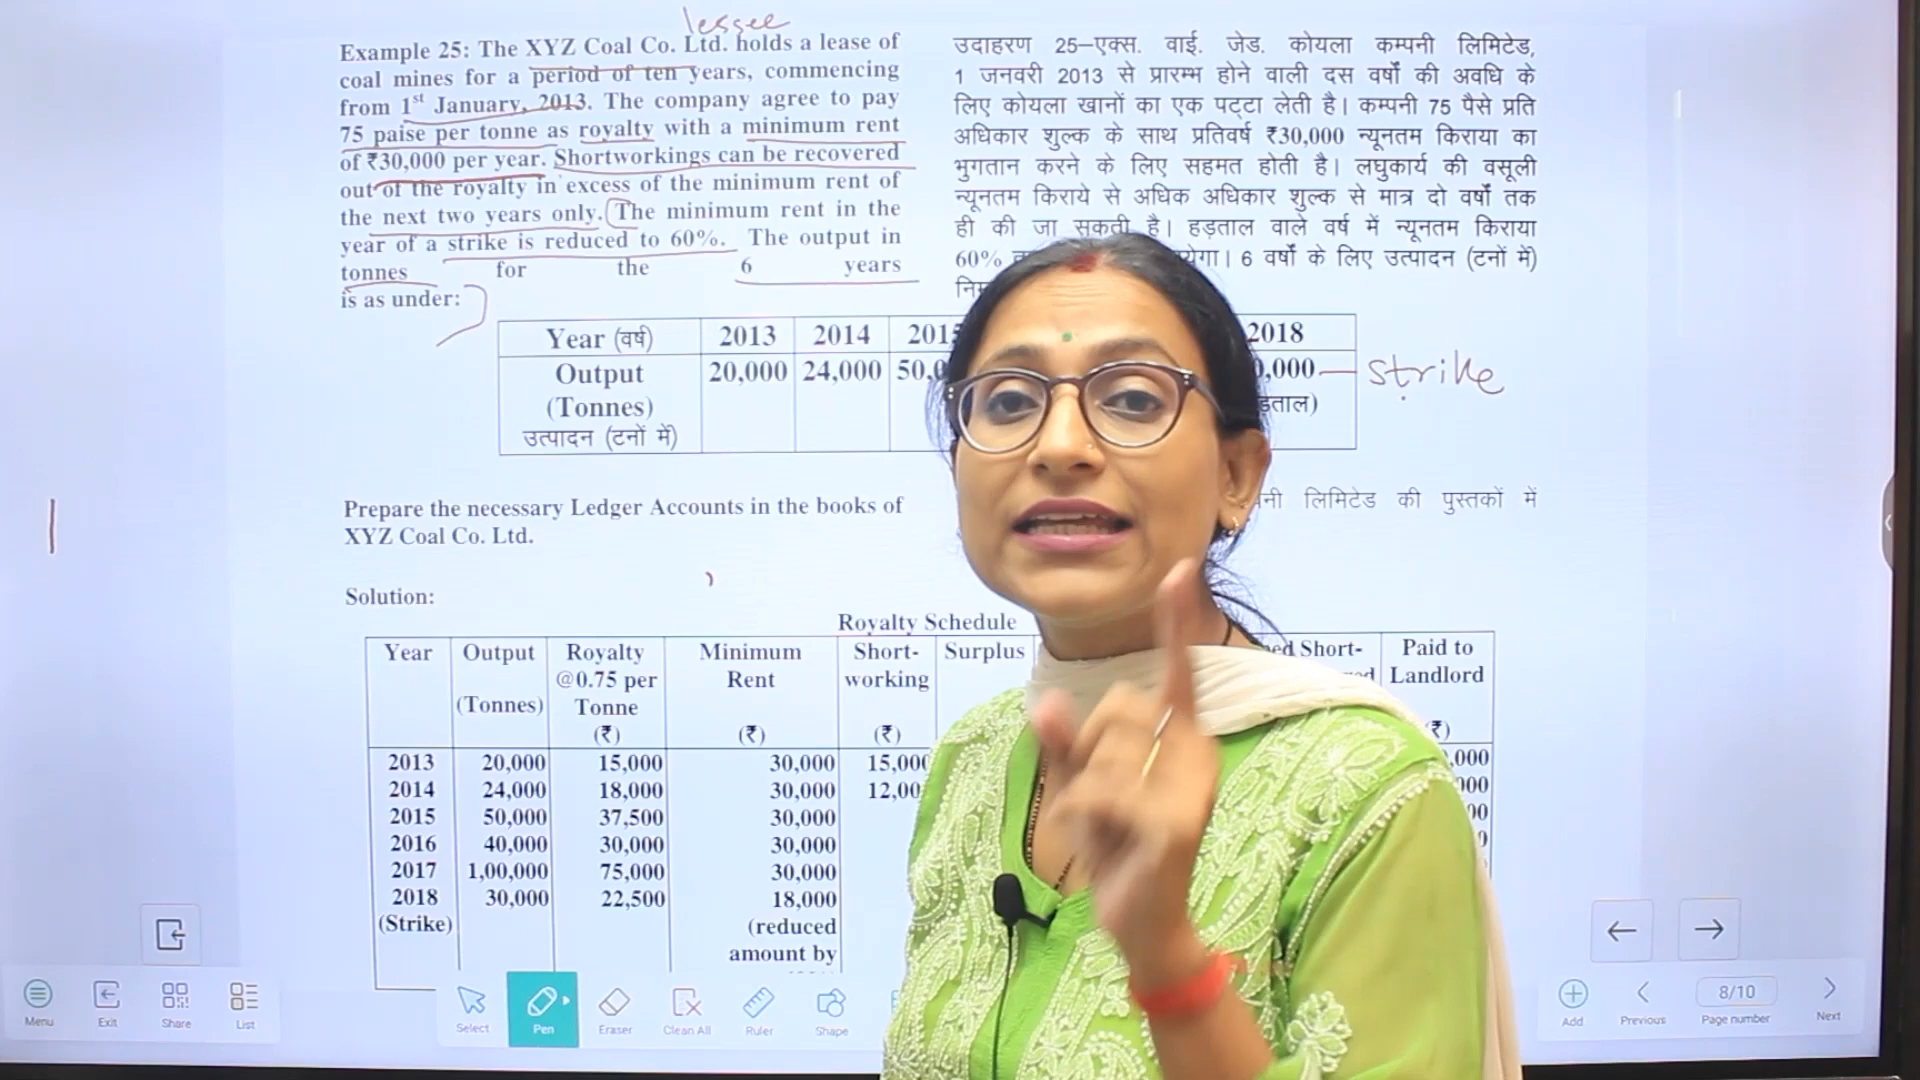 lessee
Example 25: The XYZ Coal Co. Ltd. holds a lease of
coal mines for a period of ten years, commencing
from 1st January, 2013. The company agree to pay
75 paise per tonne as royalty with a minimum rent
of ₹30,000 per year. Shortworkings can be recovered
out of the royalty in excess of the minimum rent of
the next two years only. The minimum rent in the
year of a strike is reduced to 60%. The output in
tonnes for the 6 years
is as under:
उदाहरण 25—एक्स. वाई. जेड. कोयला कम्पनी लिमिटेड,
1 जनवरी 2013 से प्रारम्भ होने वाली दस वर्षों की अवधि के
लिए कोयला खानों का एक पट्टा लेती है। कम्पनी 75 पैसे प्रति
अधिकार शुल्क के साथ प्रतिवर्ष ₹30,000 न्यूनतम किराया का
भुगतान करने के लिए सहमत होती है। लघुकार्य की वसूली
न्यूनतम किराये से अधिक अधिकार शुल्क से मात्र दो वर्षों तक
ही की जा सकती है। हड़ताल वाले वर्ष में न्यूनतम किराया
60% 6 वर्षों के लिए उत्पादन (टनों में)
Year (वर्ष) 2013 2014 2018
Output 20,000 24,000 strike
(Tonnes)
उत्पादन (टनों में)
Prepare the necessary Ledger Accounts in the books of
XYZ Coal Co. Ltd.
लिमिटेड की पुस्तकों में
Solution:
Royalty Schedule
Year Output Royalty Minimum Short- Surplus Short- Paid to
@0.75 per Rent working Landlord
(Tonnes) Tonne
(₹) (₹) (₹) (₹)
2013 20,000 15,000 30,000
2014 24,000 18,000 30,000
2015 50,000 37,500 30,000
2016 40,000 30,000 30,000
2017 1,00,000 75,000 30,000
2018 30,000 22,500 18,000
(Strike) (reduced
amount by
Menu Exit Share List Select Pen Eraser Clean All Ruler Shape Add Previous 8/10 Page number Next